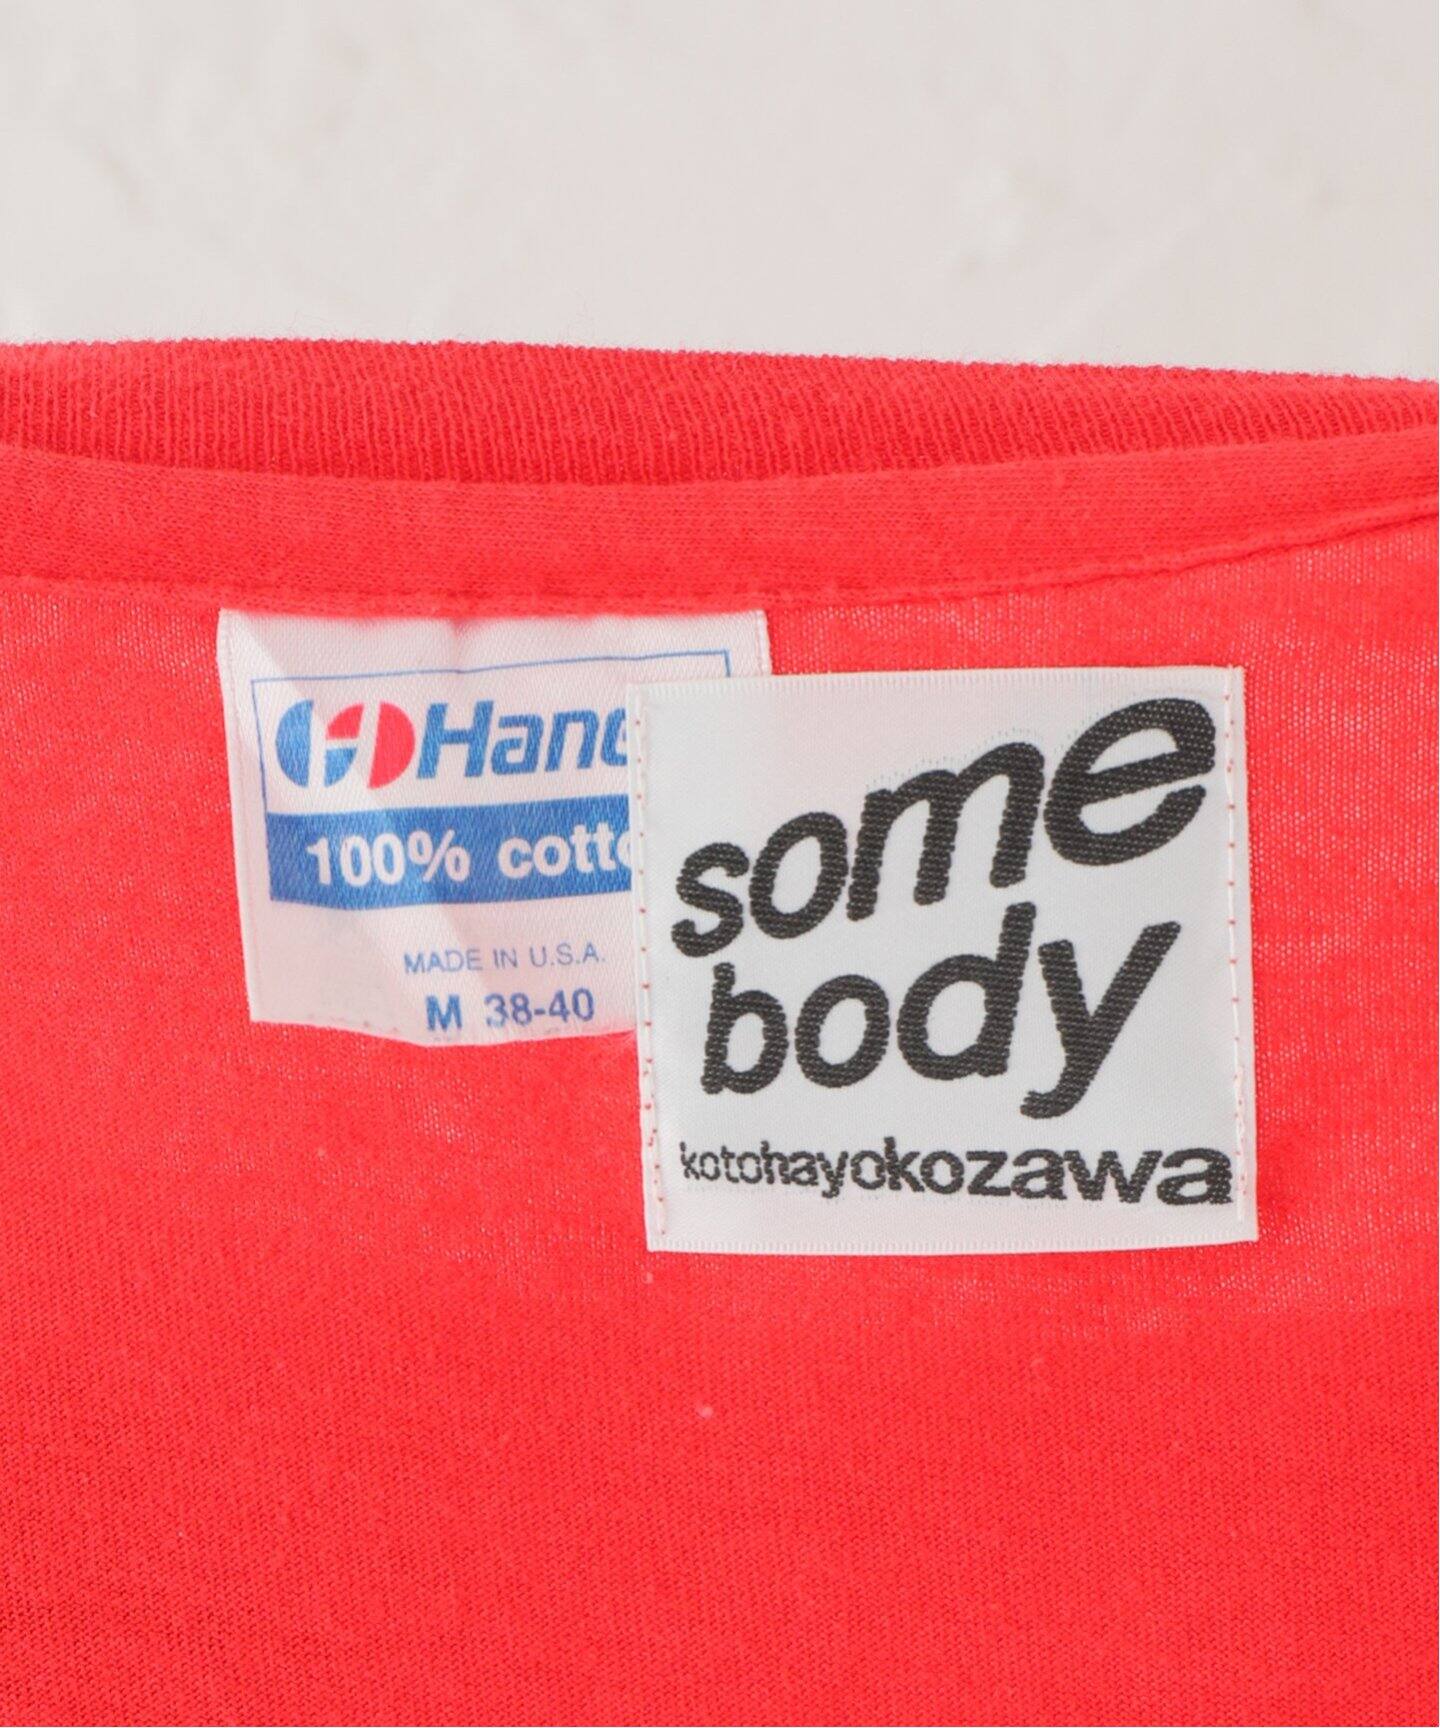 Hane
100% cotto
MADE IN U.S.A.
M 38-40
some
body
kotohayokozawa